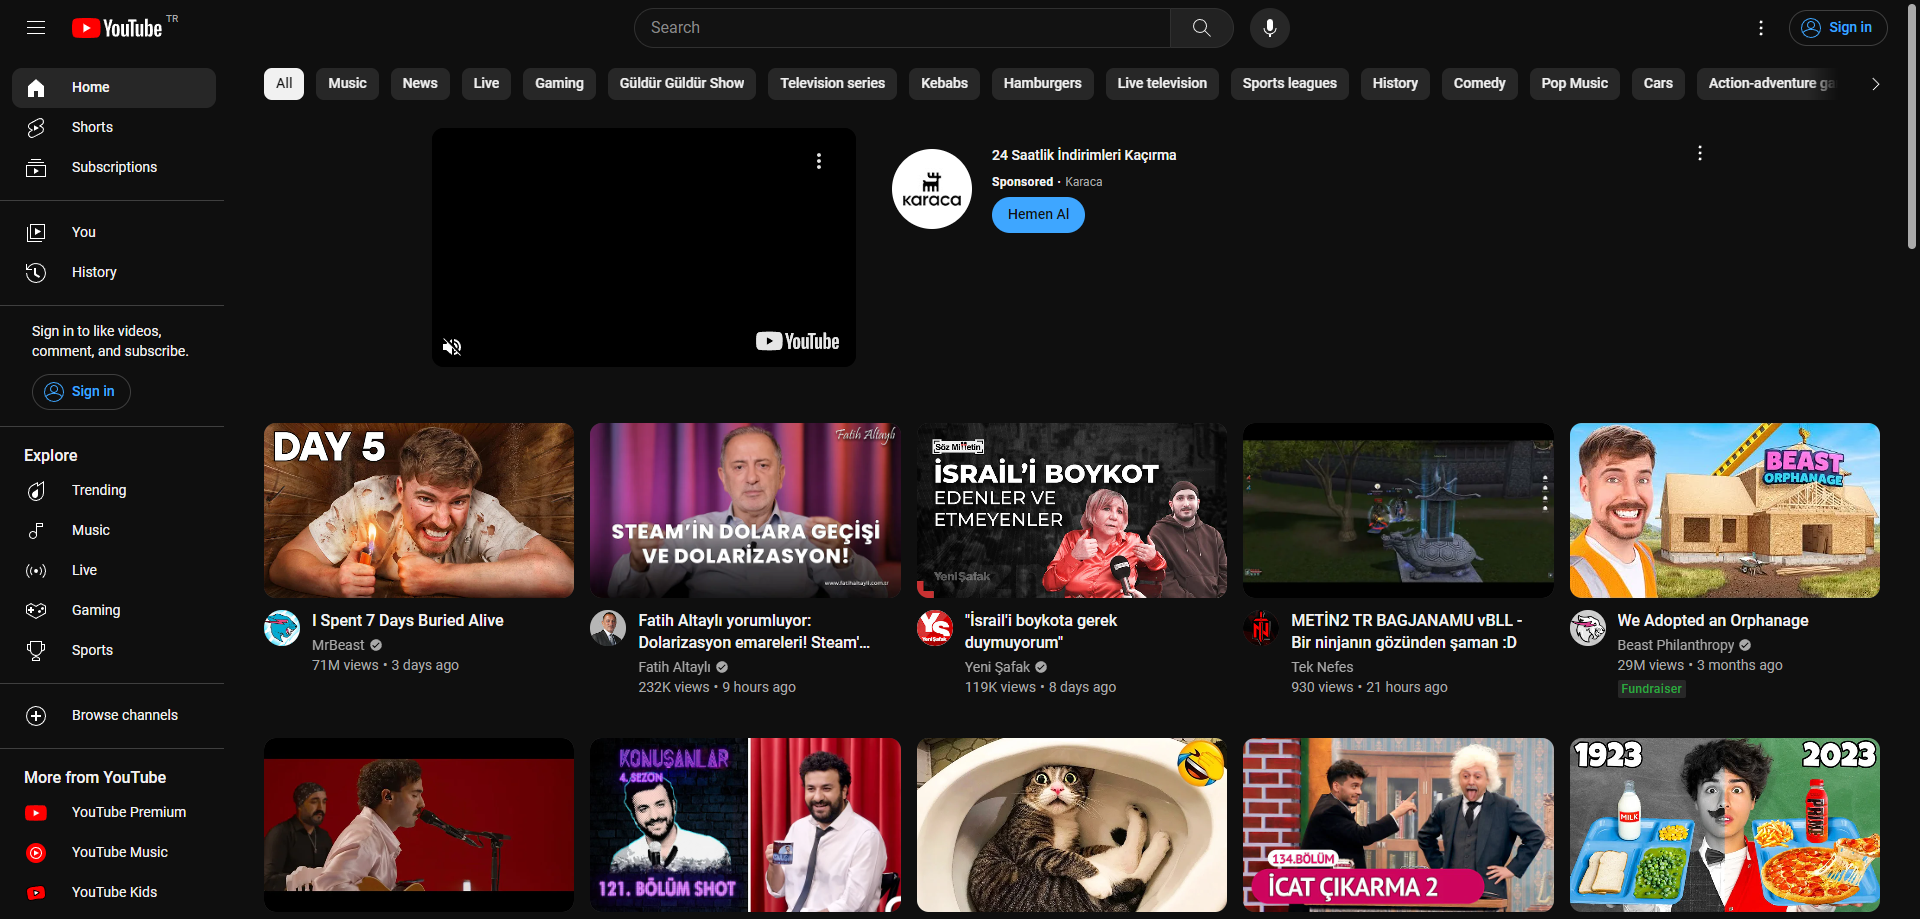 YouTube TR
Search
Sign in
Home
Shorts
Subscriptions
You
History
Sign in to like videos,
comment, and subscribe.
Sign in
Explore
Trending
Music
Live
Gaming
Sports
Browse channels
More from YouTube
YouTube Premium
YouTube Music
YouTube Kids
All
Music
News
Live
Gaming
Güldür Güldür Show
Television series
Kebabs
Hamburgers
Live television
Sports leagues
History
Comedy
Pop Music
Cars
Action-adventure ga
YouTube
Karaca
24 Saatlik İndirimleri Kaçırma
Sponsored · Karaca
Hemen Al
DAY 5
I Spent 7 Days Buried Alive
MrBeast
71M views • 3 days ago
Fatih Altaylı
STEAM'İN DOLARA GEÇİŞİ
VE DOLARİZASYON!
www.fatihaltayli.com.tr
Fatih Altaylı yorumluyor:
Dolarizasyon emareleri! Steam'...
Fatih Altaylı
232K views • 9 hours ago
Söz Milletin
İSRAİL'İ BOYKOT
EDENLER VE
ETMEYENLER
YeniŞafak
YS
Yeni Şafak
"İsrail'i boykota gerek
duymuyorum"
Yeni Şafak
119K views • 8 days ago
METİN2 TR BAGJANAMU vBLL -
Bir ninjanın gözünden şaman :D
Tek Nefes
930 views • 21 hours ago
BEAST
ORPHANAGE
We Adopted an Orphanage
Beast Philanthropy
29M views • 3 months ago
Fundraiser
KONUŞANLAR
4. SEZON
121. BÖLÜM SHOT
134.BÖLÜM
İCAT ÇIKARMA 2
1923
2023
MILK
PRIME